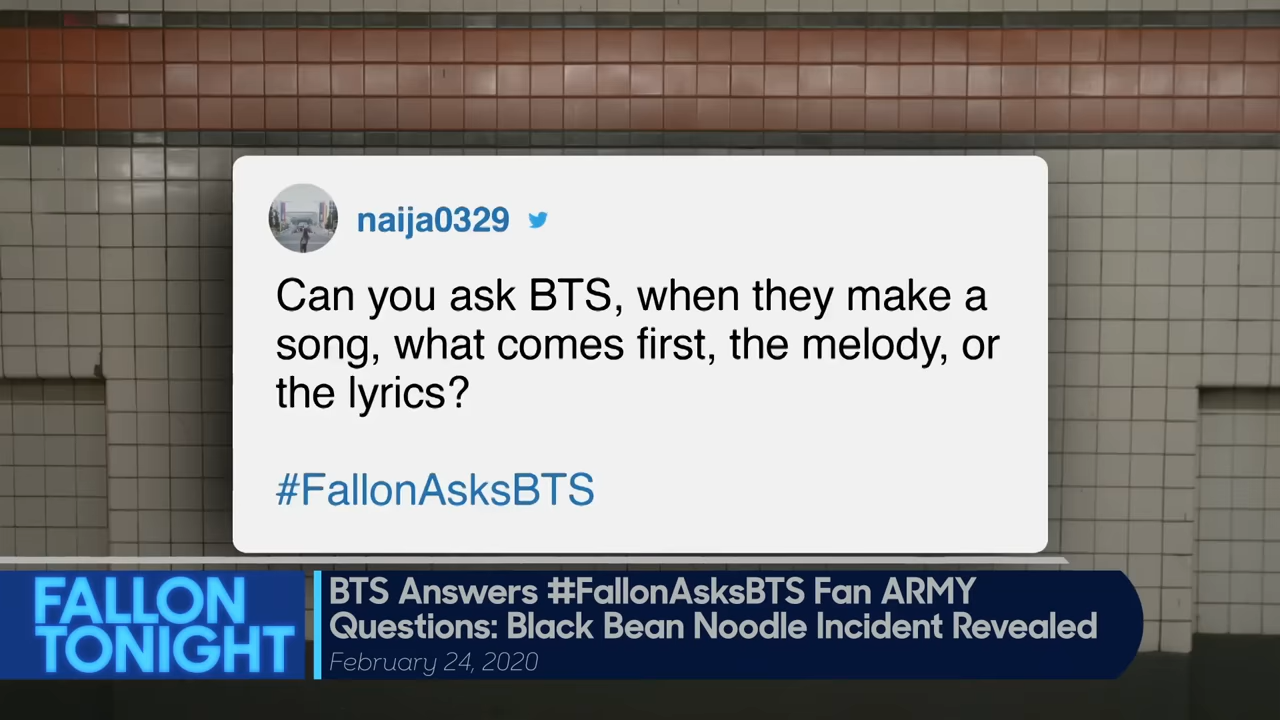 naija0329
Can you ask BTS, when they make a
song, what comes first, the melody, or
the lyrics?
#FallonAsksBTS
FALLON
TONIGHT
BTS Answers #FallonAsksBTS Fan ARMY
Questions: Black Bean Noodle Incident Revealed
February 24, 2020